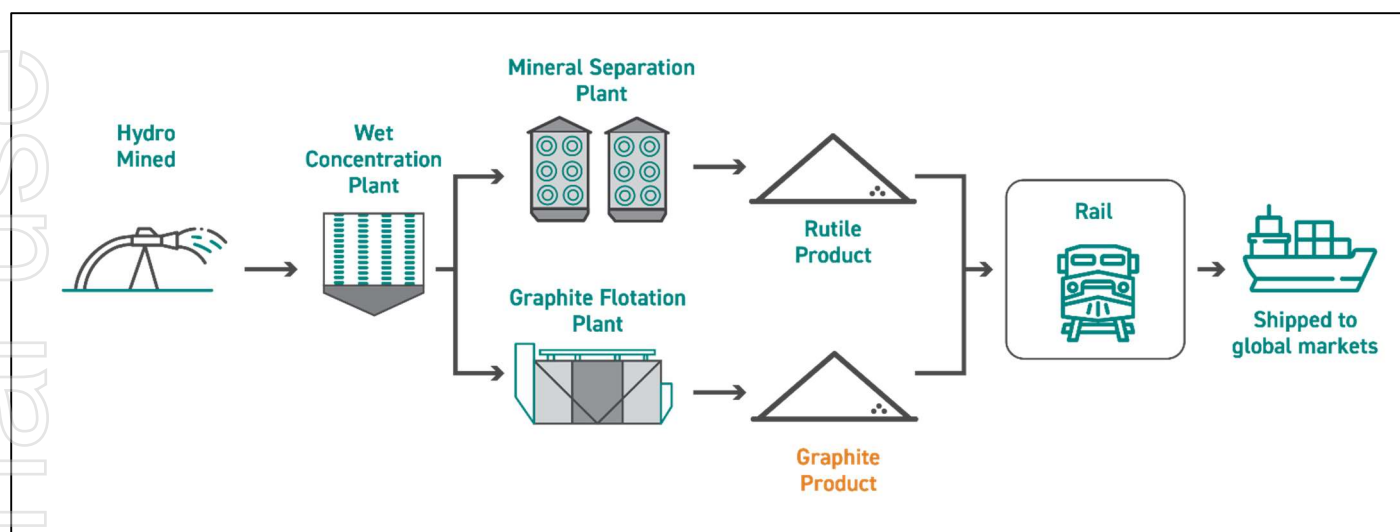 Hydro
Mined
Wet
Concentration
Plant
Mineral Separation
Plant
Graphite Flotation
Plant
Rutile
Product
Graphite
Product
Rail
Shipped to
global markets